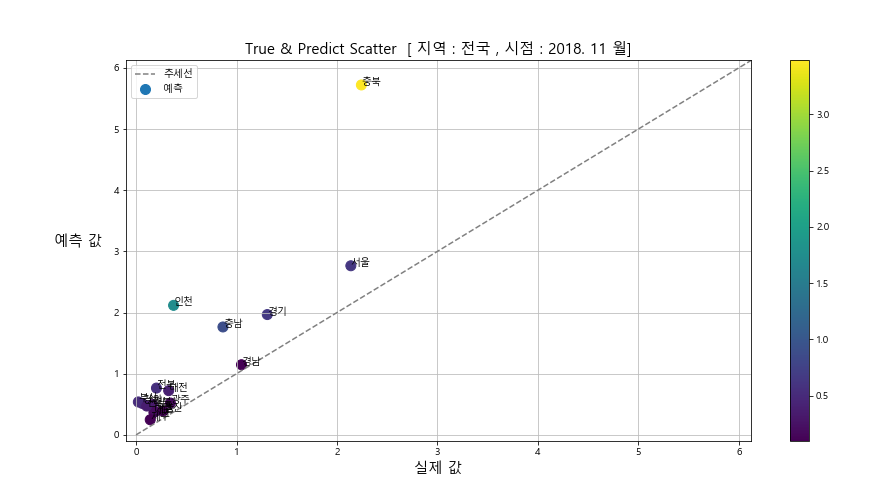 True & Predict Scatter [ 지역 : 전국 , 시점 : 2018. 11 월]
주세선
예측
예측 값
6
5
4
3
2
1
0
충북
서울
인천
경기
충남
경남
전북
대전
광주
0
1
2
3
4
5
6
실제 값
3.0
2.5
2.0
1.5
1.0
0.5